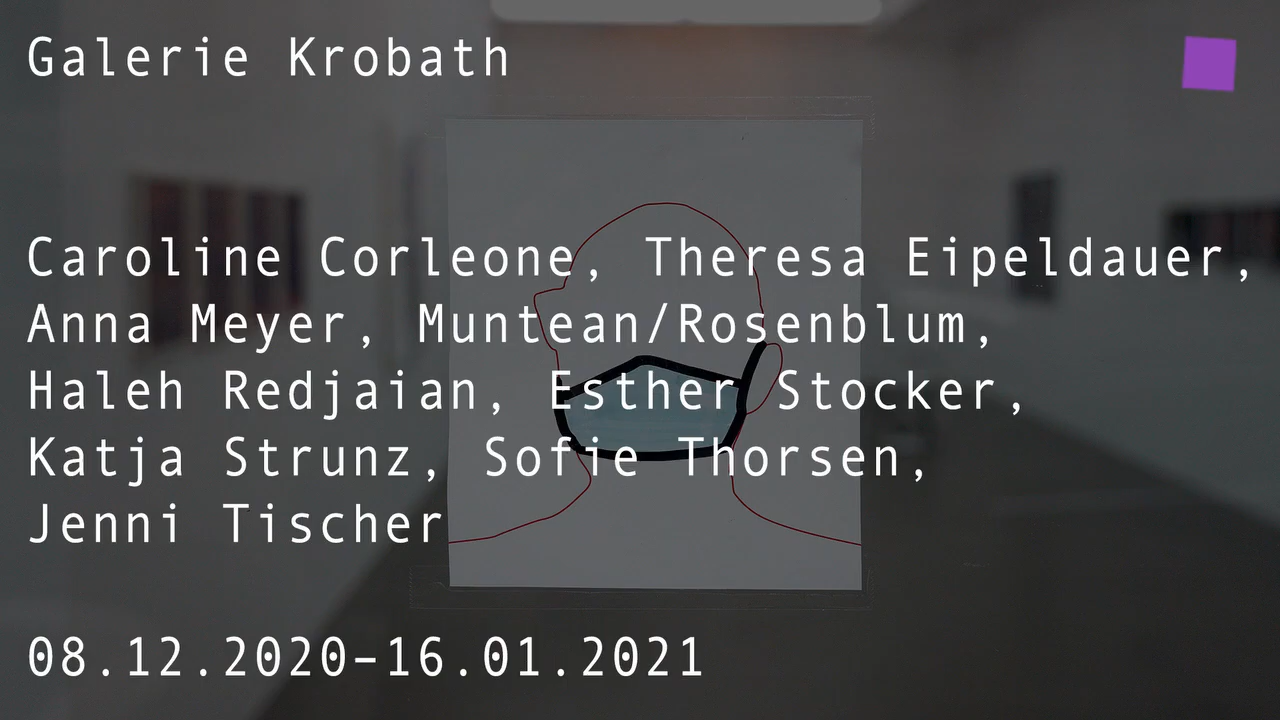 Galerie Krobath
Caroline Corleone, Theresa Eipeldauer,
Anna Meyer, Muntean/Rosenblum,
Haleh Redjaian, Esther Stocker,
Katja Strunz, Sofie Thorsen,
Jenni Tischer
08.12.2020–16.01.2021